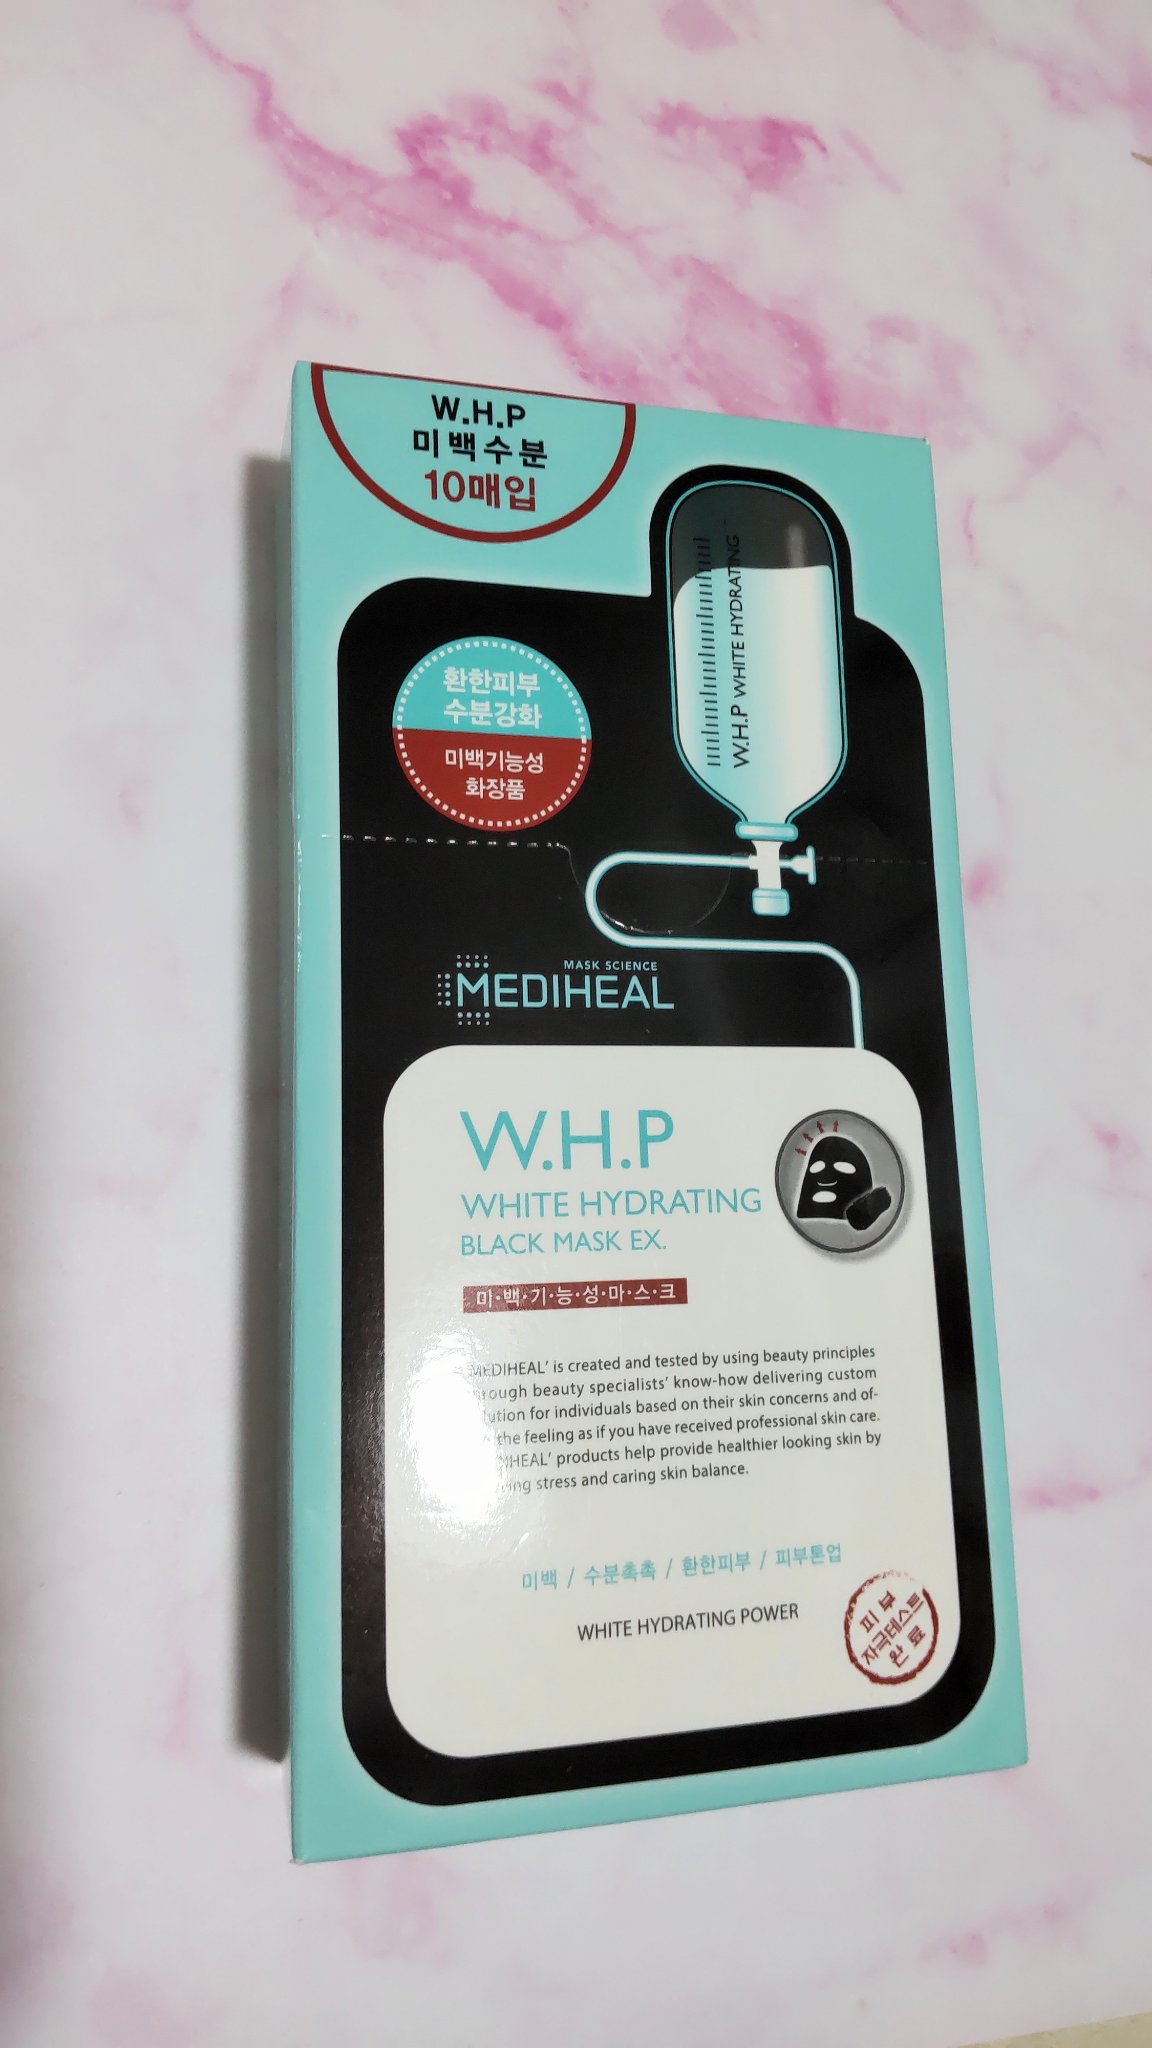 W.H.P
미백수분
10매입
W.H.P WHITE HYDRATING
환한피부
수분강화
미백기능성
화장품
MASK SCIENCE
MEDIHEAL
W.H.P
WHITE HYDRATING
BLACK MASK EX.
미·백·기·능·성·마·스·크
MEDIHEAL' is created and tested by using beauty principles
beauty specialists' know-how delivering custom
for individuals based on their skin concerns and of-
the feeling as if you have received professional skin care.
products help provide healthier looking skin by
stress and caring skin balance.
미백 / 수분촉촉 / 환한피부 / 피부톤업
WHITE HYDRATING POWER
피부
자극테스트
완료